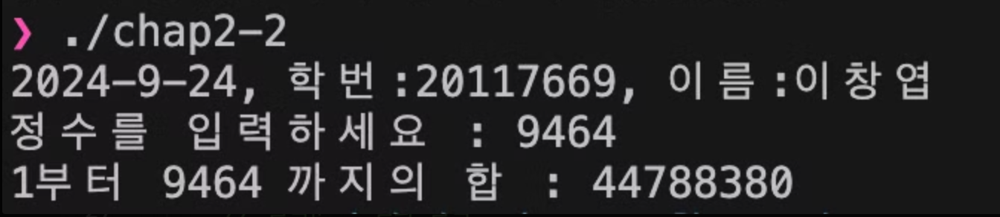 ❯ ./chap2-2
2024-9-24, 학번:20117669, 이름:이창엽
정수를 입력하세요 : 9464
1부터 9464 까지의 합 : 44788380